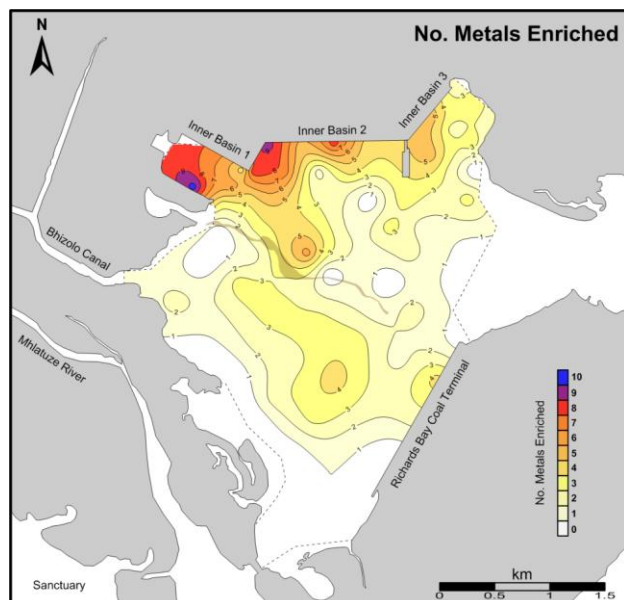 No. Metals Enriched
N
Inner Basin 1
Inner Basin 2
Inner Basin 3
Bhizolo Canal
Mhlatuze River
Richards Bay Coal Terminal
No. Metals Enriched
10
9
8
7
6
5
4
3
2
1
0
Sanctuary
km
0
0.5
1
1.5